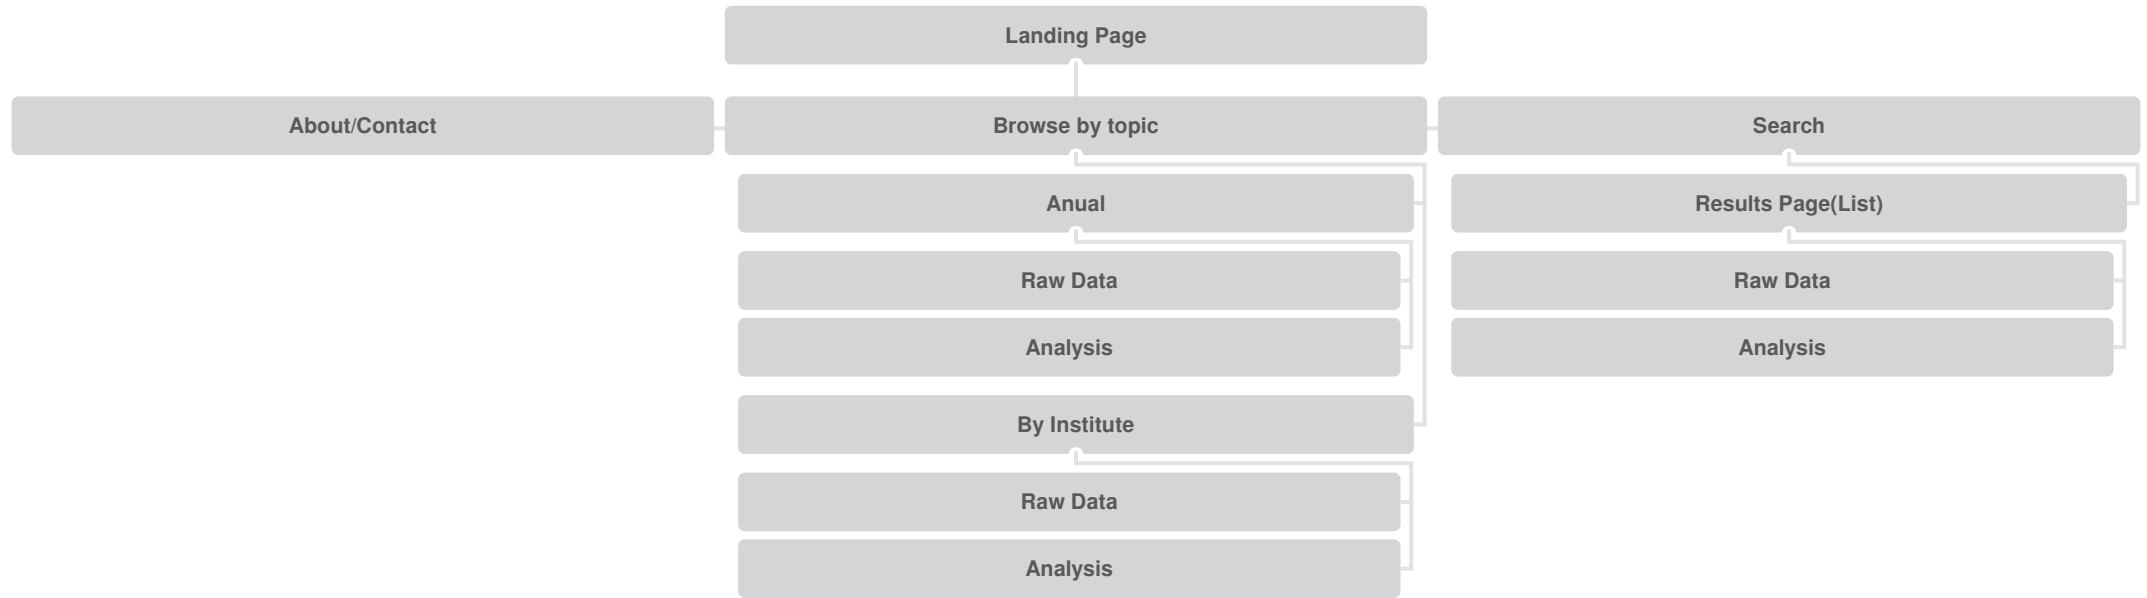 Landing Page
About/Contact
Browse by topic
Search
Anual
Raw Data
Analysis
By Institute
Raw Data
Analysis
Results Page(List)
Raw Data
Analysis